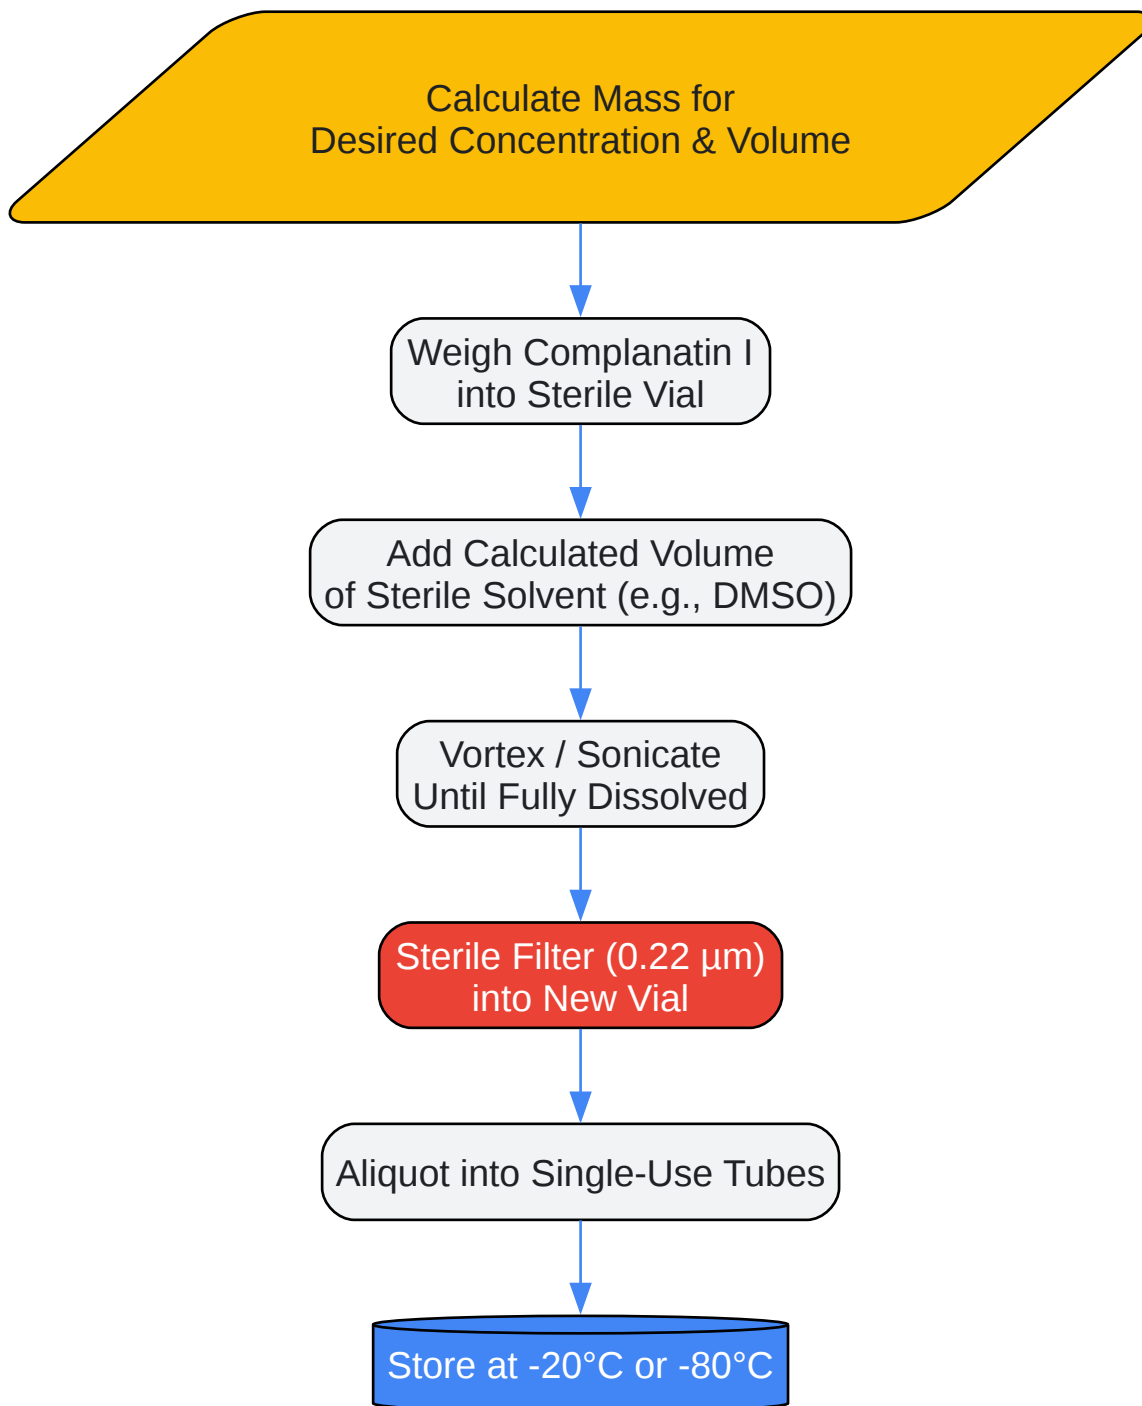 Calculate Mass for
Desired Concentration & Volume
Weigh Complanatin I
into Sterile Vial
Add Calculated Volume
of Sterile Solvent (e.g., DMSO)
Vortex / Sonicate
Until Fully Dissolved
Sterile Filter (0.22 µm)
into New Vial
Aliquot into Single-Use Tubes
Store at -20°C or -80°C